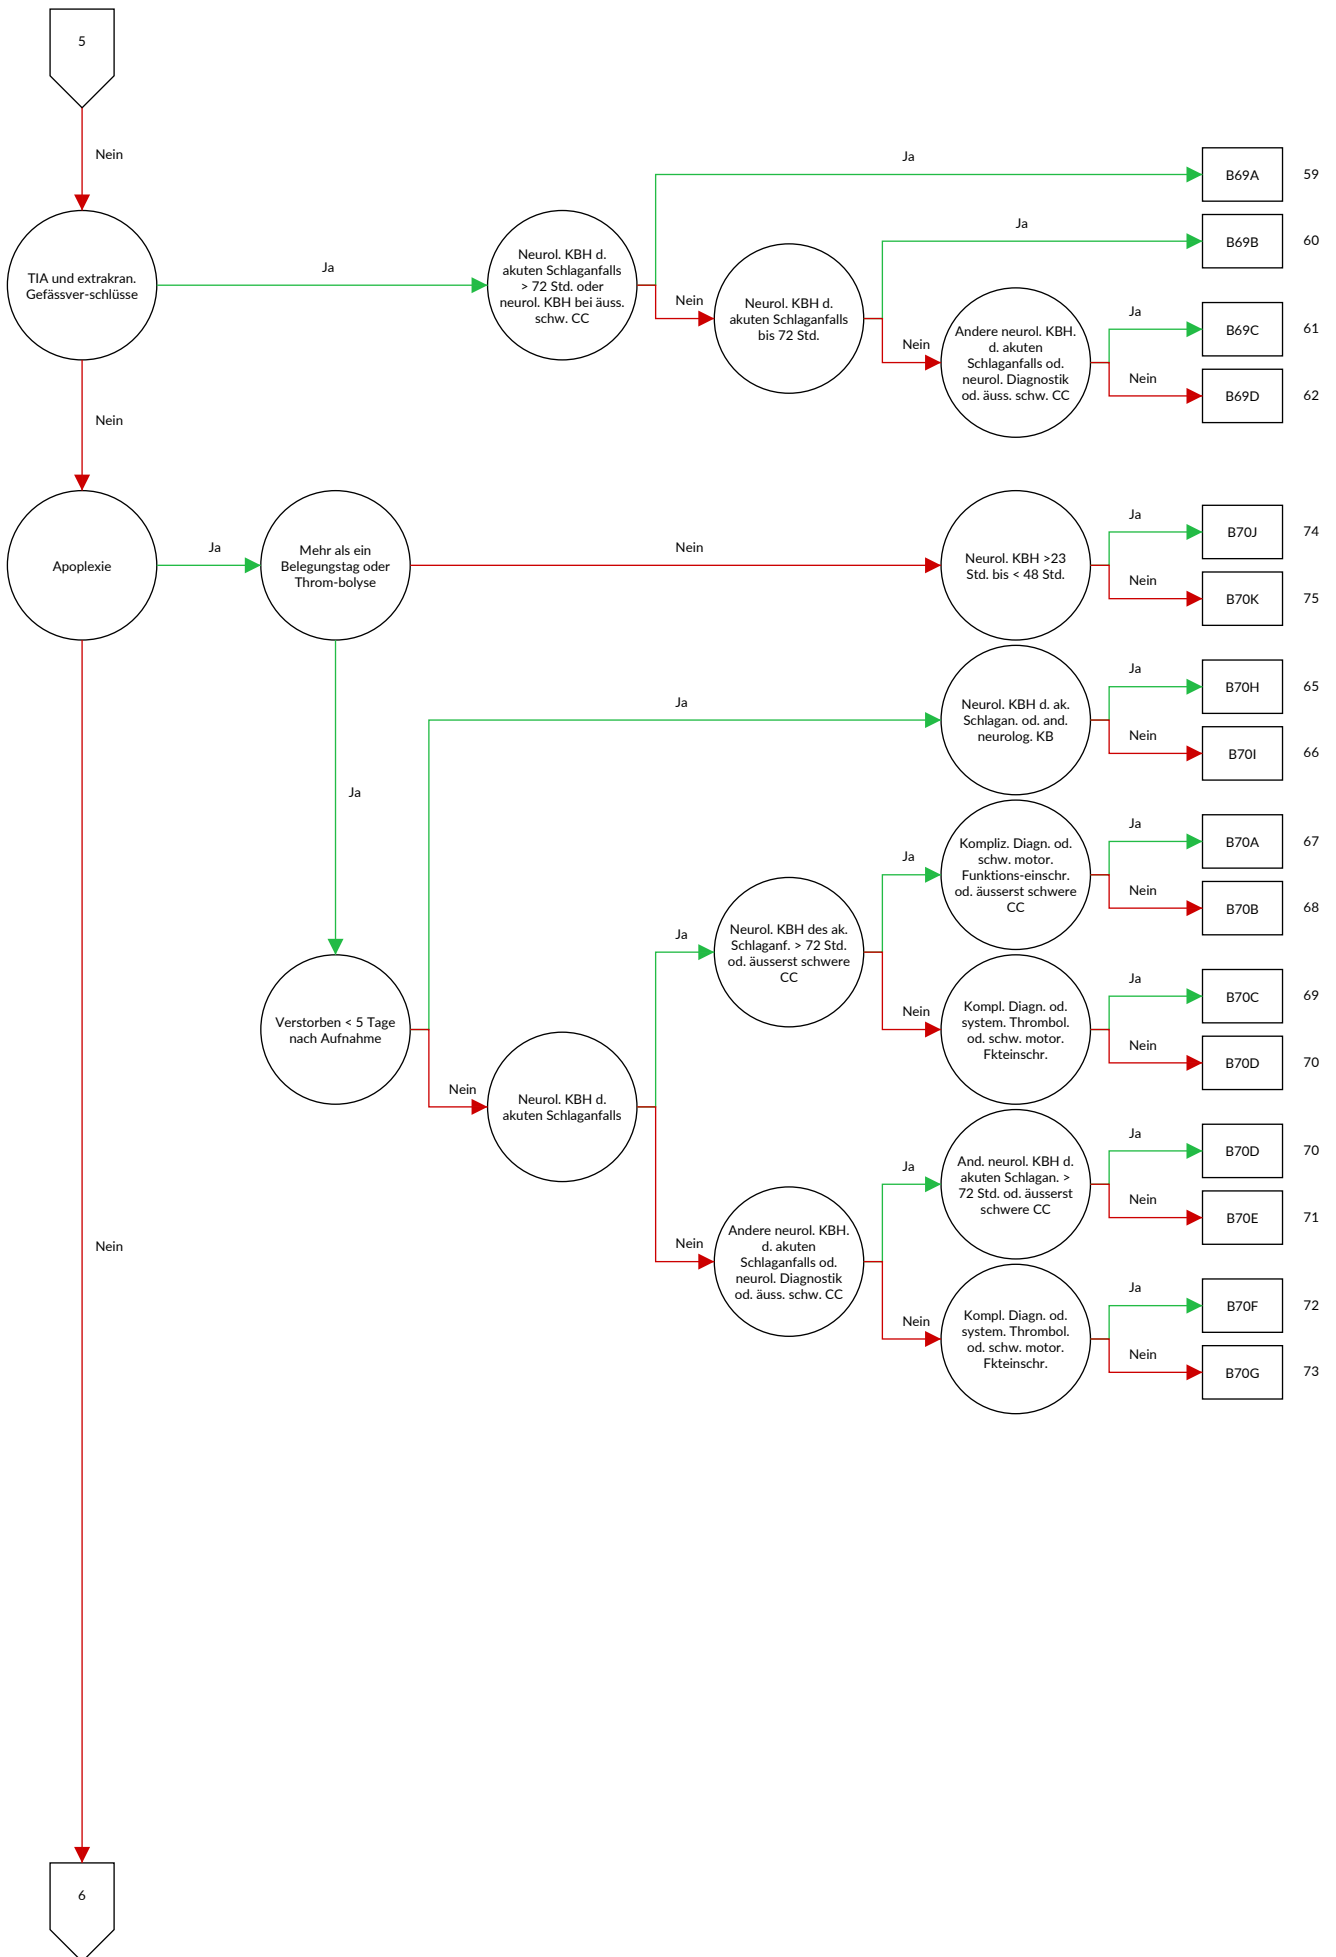 5
Nein
Ja
B69A
59
Ja
B69B
60
TIA und extrakran.
Gefässver-schlüsse
Ja
Neurol. KBH d.
akuten Schlaganfalls
> 72 Std. oder
neurol. KBH bei äuss.
schw. CC
Nein
Neurol. KBH d.
akuten Schlaganfalls
bis 72 Std.
Nein
Andere neurol. KBH.
d. akuten
Schlaganfalls od.
neurol. Diagnostik
od. äuss. schw. CC
Ja
B69C
61
Nein
B69D
62
Nein
Apoplexie
Ja
Mehr als ein
Belegungstag oder
Throm-bolyse
Nein
Neurol. KBH >23
Std. bis < 48 Std.
Ja
B70J
74
Nein
B70K
75
Ja
Neurol. KBH d. ak.
Schlagan. od. and.
neurolog. KB
Ja
B70H
65
Nein
B70I
66
Ja
Kompliz. Diagn. od.
schw. motor.
Funktions-einschr.
od. äusserst schwere
CC
Ja
B70A
67
Nein
B70B
68
Ja
Neurol. KBH des ak.
Schlaganf. > 72 Std.
od. äusserst schwere
CC
Ja
Nein
Kompl. Diagn. od.
system. Thrombol.
od. schw. motor.
Fkteinschr.
Ja
B70C
69
Nein
B70D
70
Verstorben < 5 Tage
nach Aufnahme
Nein
Neurol. KBH d.
akuten Schlaganfalls
Ja
And. neurol. KBH d.
akuten Schlagan. >
72 Std. od. äusserst
schwere CC
Ja
B70D
70
Nein
B70E
71
Nein
Nein
Andere neurol. KBH.
d. akuten
Schlaganfalls od.
neurol. Diagnostik
od. äuss. schw. CC
Nein
Kompl. Diagn. od.
system. Thrombol.
od. schw. motor.
Fkteinschr.
Ja
B70F
72
Nein
B70G
73
6